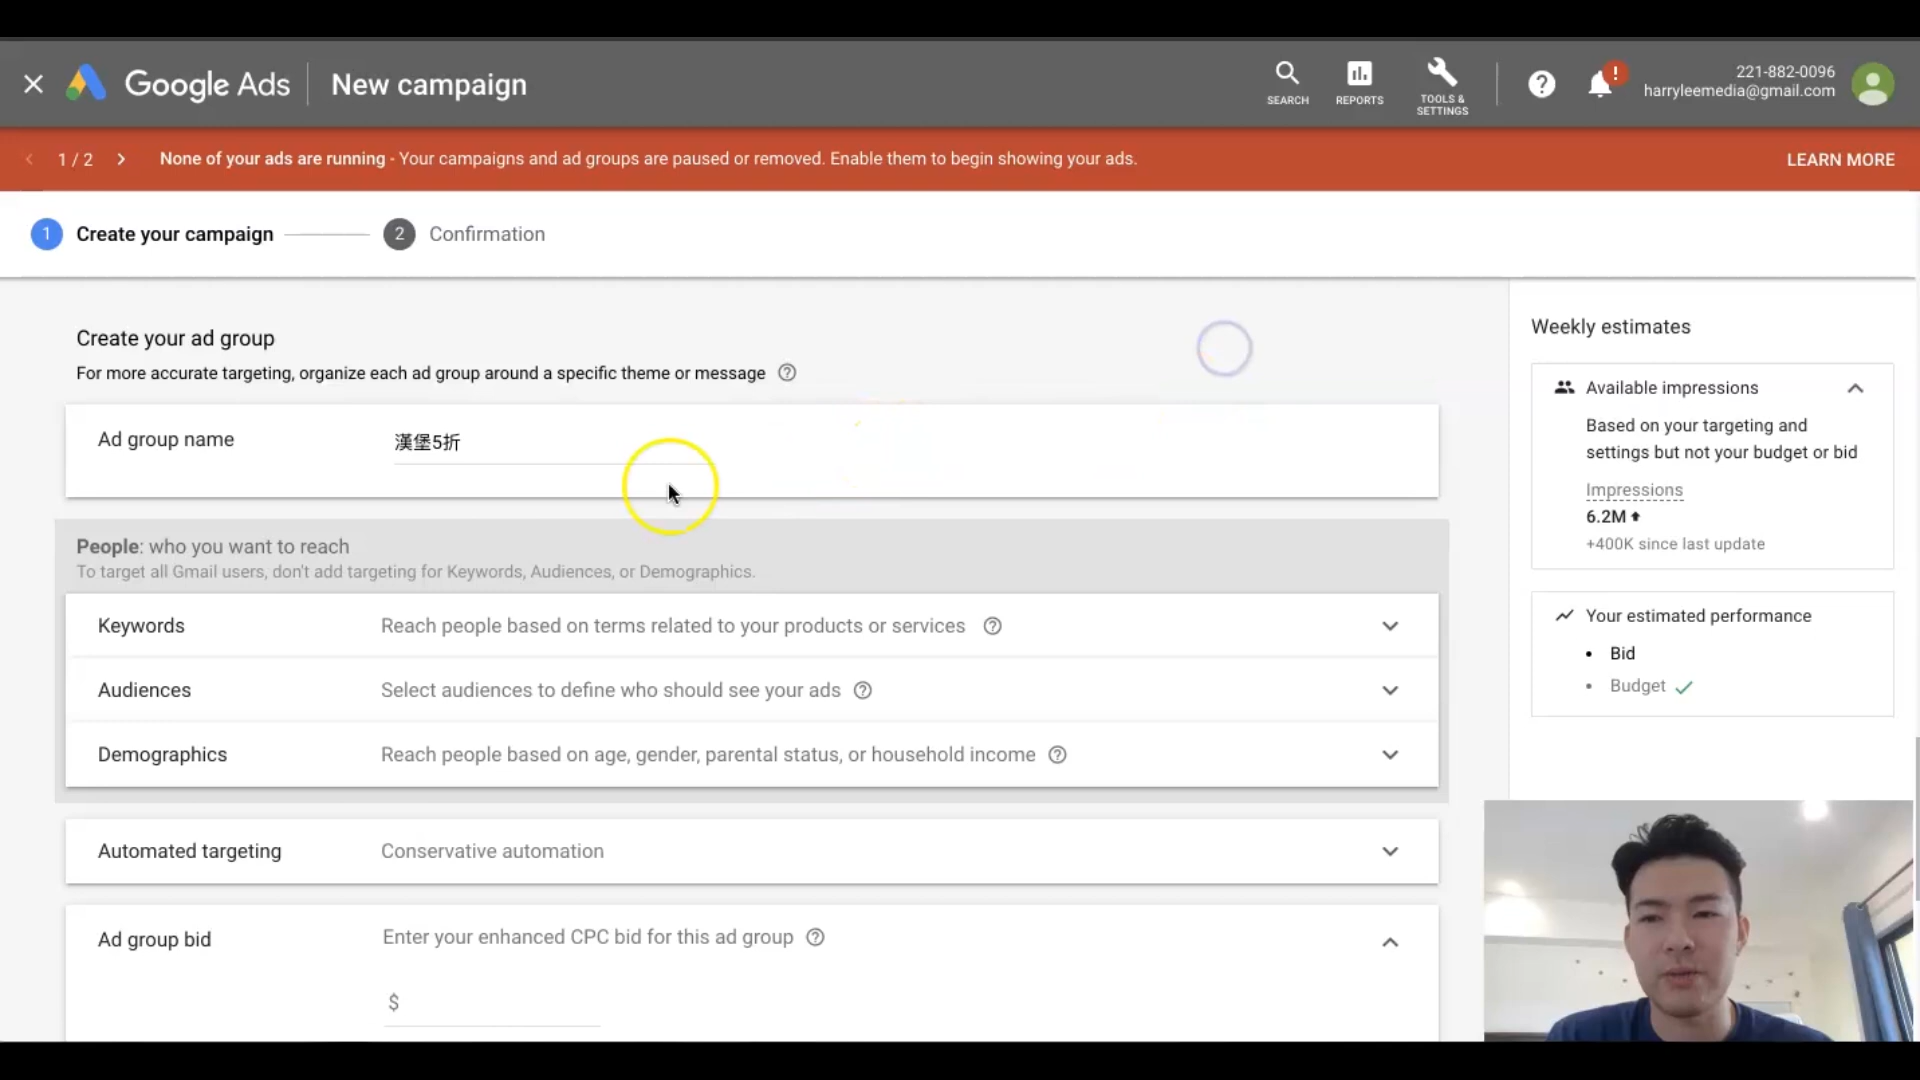 Google Ads
New campaign
SEARCH
REPORTS
TOOLS & SETTINGS
221-882-0096
harryleemedia@gmail.com
1 / 2
None of your ads are running - Your campaigns and ad groups are paused or removed. Enable them to begin showing your ads.
LEARN MORE
1
Create your campaign
2
Confirmation
Create your ad group
For more accurate targeting, organize each ad group around a specific theme or message
Ad group name
漢堡5折
People: who you want to reach
To target all Gmail users, don't add targeting for Keywords, Audiences, or Demographics.
Keywords
Reach people based on terms related to your products or services
Audiences
Select audiences to define who should see your ads
Demographics
Reach people based on age, gender, parental status, or household income
Automated targeting
Conservative automation
Ad group bid
Enter your enhanced CPC bid for this ad group
$
Weekly estimates
Available impressions
Based on your targeting and
settings but not your budget or bid
Impressions
6.2M
+400K since last update
Your estimated performance
• Bid
• Budget